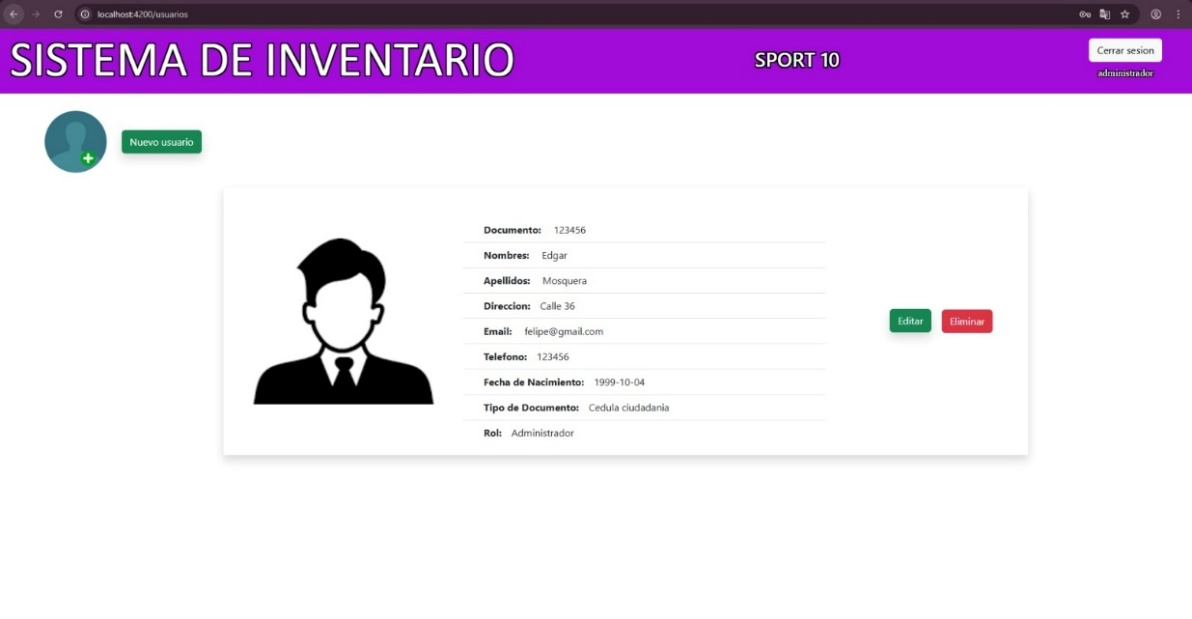 localhost:4200/usuarios
SISTEMA DE INVENTARIO
SPORT 10
Cerrar sesion
administrador
Nuevo usuario
Documento: 123456
Nombres: Edgar
Apellidos: Mosquera
Direccion: Calle 36
Email: felipe@gmail.com
Telefono: 123456
Fecha de Nacimiento: 1999-10-04
Tipo de Documento: Cedula ciudadania
Rol: Administrador
Editar
Eliminar